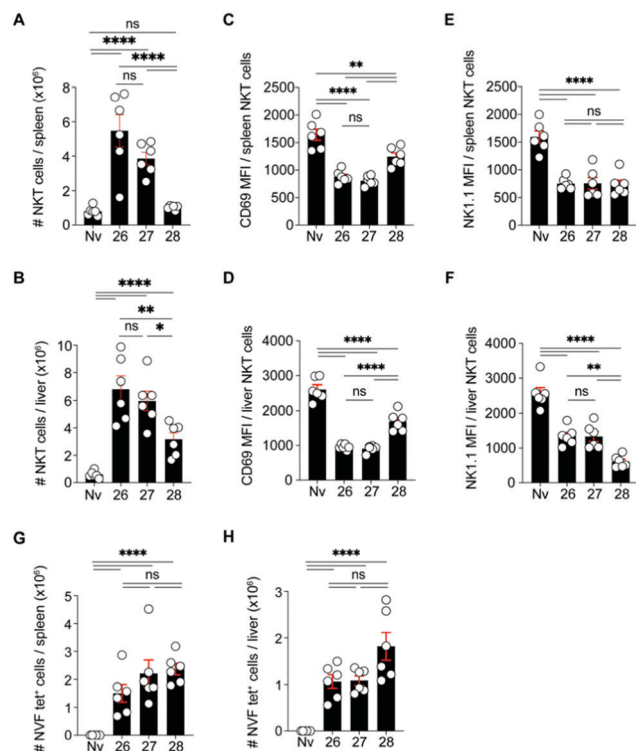 A
ns
****
****
ns
# NKT cells / spleen (x10⁶)
8
6
4
2
0
Nv 26 27 28
C
**
****
ns
CD69 MFI / spleen NKT cells
2500
2000
1500
1000
500
0
Nv 26 27 28
E
****
ns
NK1.1 MFI / spleen NKT cells
2500
2000
1500
1000
500
0
Nv 26 27 28
B
****
**
ns *
# NKT cells / liver (x10⁶)
10
8
6
4
2
0
Nv 26 27 28
D
****
****
ns
CD69 MFI / liver NKT cells
4000
3000
2000
1000
0
Nv 26 27 28
F
****
**
ns
NK1.1 MFI / liver NKT cells
4000
3000
2000
1000
0
Nv 26 27 28
G
****
ns
# NVF tet⁺ cells / spleen (x10⁶)
5
4
3
2
1
0
Nv 26 27 28
H
****
ns
# NVF tet⁺ cells / liver (x10⁶)
3
2
1
0
Nv 26 27 28